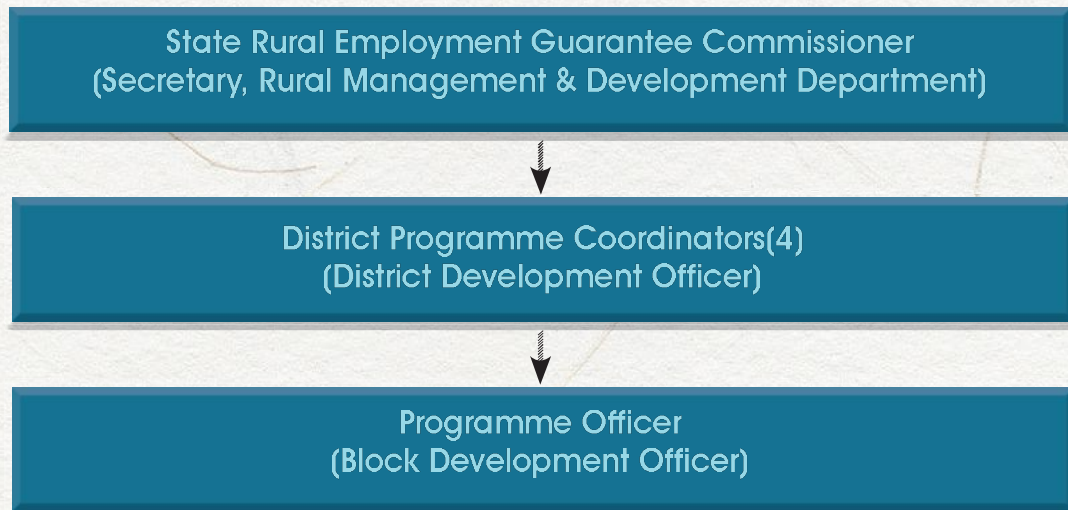 State Rural Employment Guarantee Commissioner
(Secretary, Rural Management & Development Department)
District Programme Coordinators(4)
(District Development Officer)
Programme Officer
(Block Development Officer)